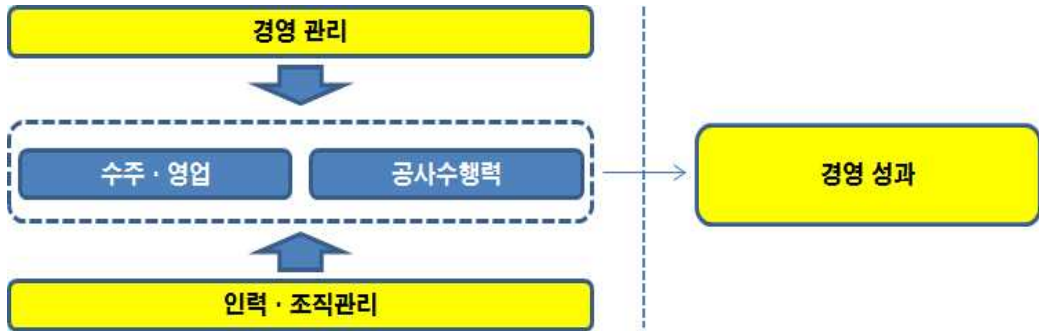 경영 관리
수주 · 영업
공사수행력
경영 성과
인력 · 조직관리